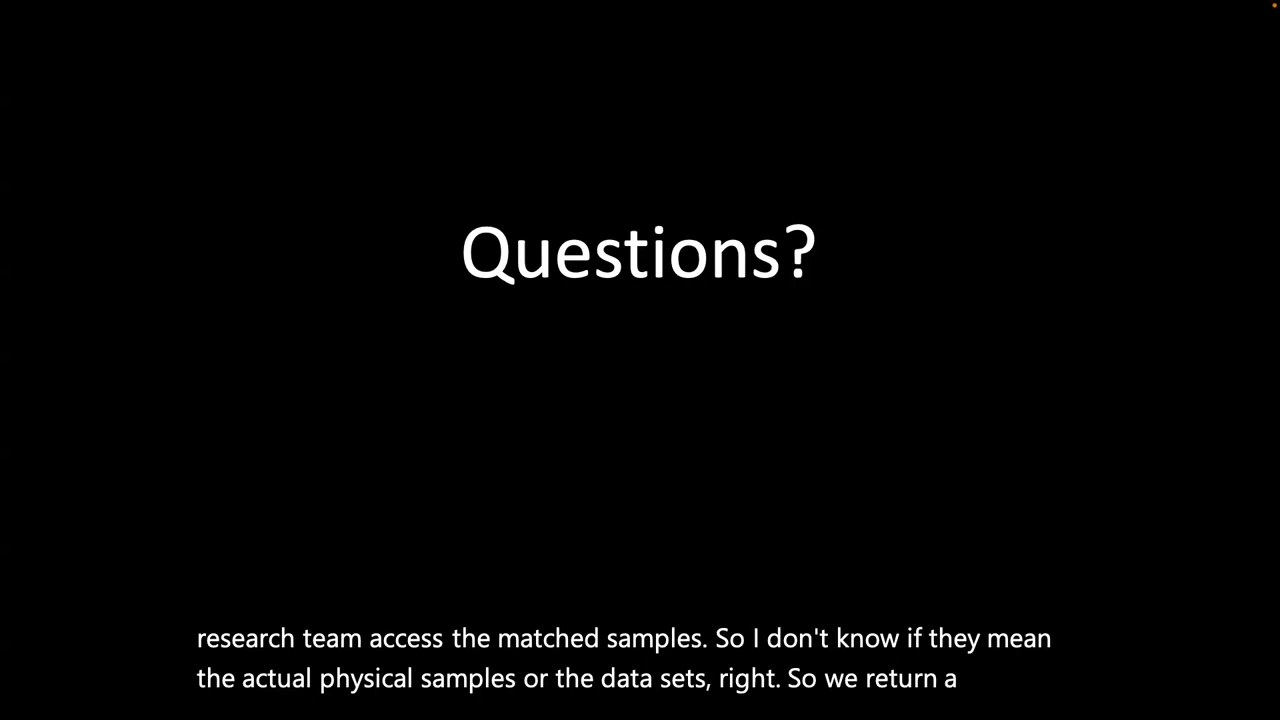 Questions?
research team access the matched samples. So I don't know if they mean
the actual physical samples or the data sets, right. So we return a